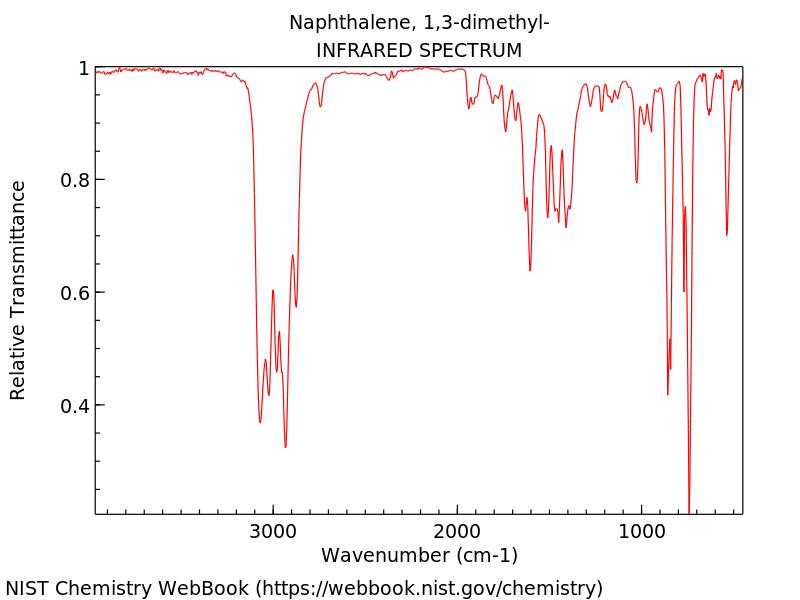 Naphthalene, 1,3-dimethyl-
INFRARED SPECTRUM
1
0.8
0.6
0.4
Relative Transmittance
3000 2000 1000
Wavenumber (cm-1)
NIST Chemistry WebBook (https://webbook.nist.gov/chemistry)